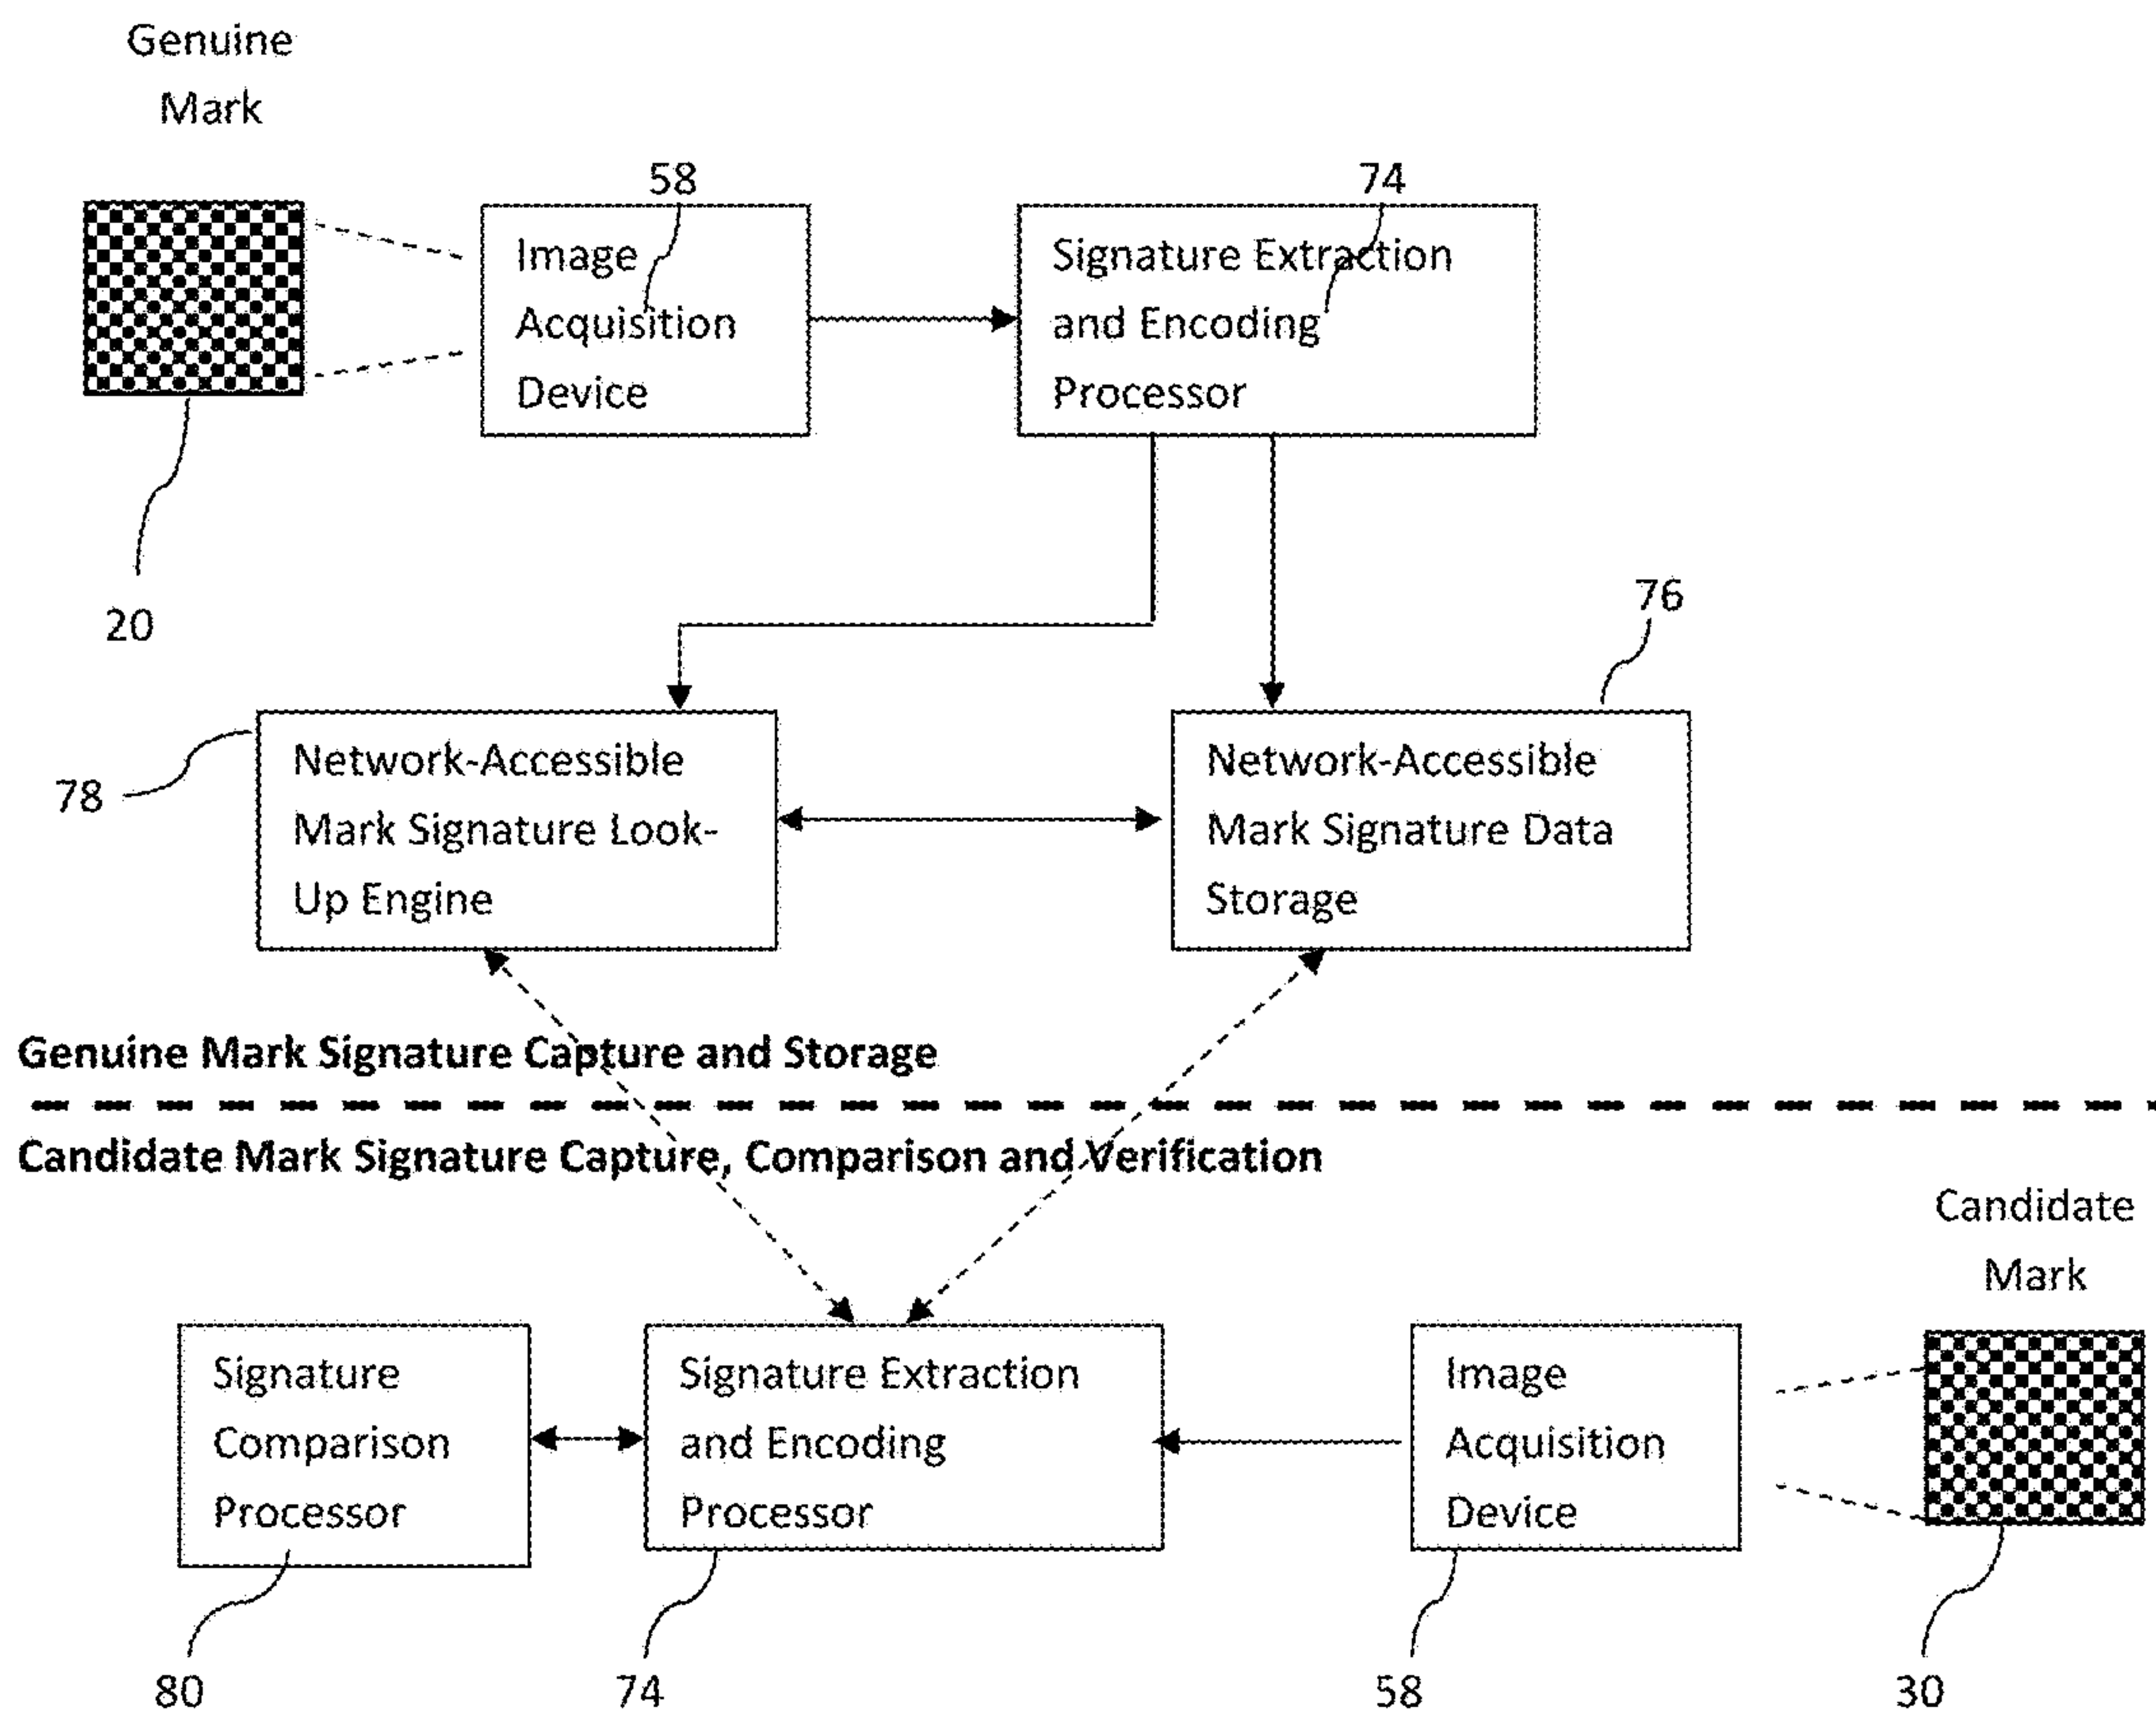 Genuine
Mark
58
74
Image
Acquisition
Device
Signature Extraction
and Encoding
Processor
20
76
78
Network-Accessible
Mark Signature Look-
Up Engine
Network-Accessible
Mark Signature Data
Storage
Genuine Mark Signature Capture and Storage
Candidate Mark Signature Capture, Comparison and Verification
Candidate
Mark
Signature
Comparison
Processor
Signature Extraction
and Encoding
Processor
Image
Acquisition
Device
80
74
58
30